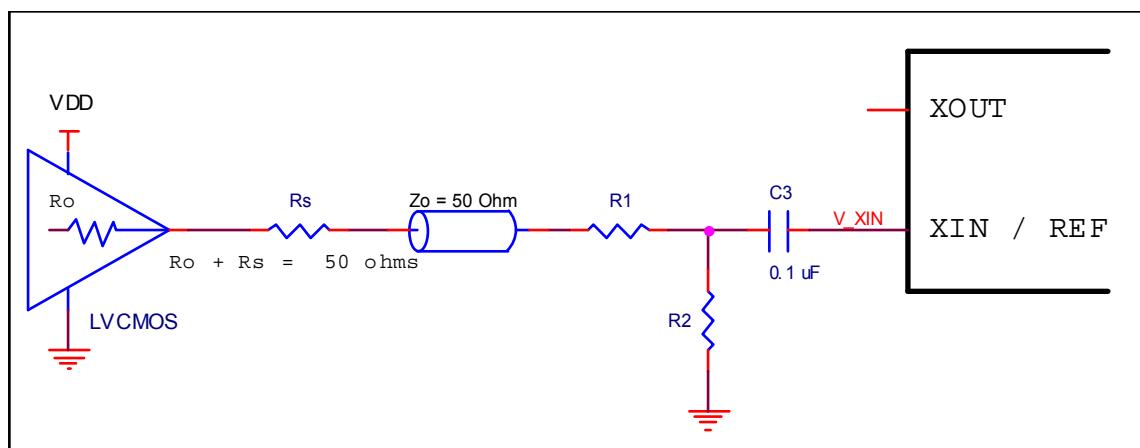 VDD
Ro
LVCMOS
Rs
Ro + Rs = 50 ohms
Zo = 50 Ohm
R1
R2
C3
0.1 uF
V_XIN
XOUT
XIN / REF